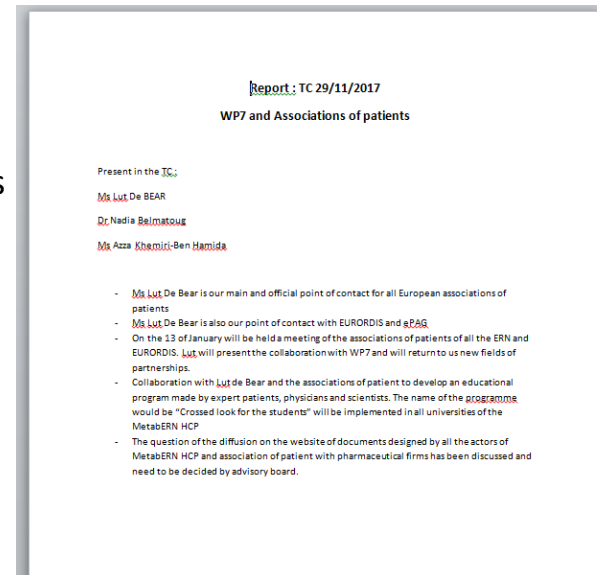 s
Report : TC 29/11/2017
WP7 and Associations of patients
Present in the TC :
Ms Lut De BEAR
Dr Nadia Belmatoug
Ms Azza Khemiri-Ben Hamida
- Ms Lut De Bear is our main and official point of contact for all European associations of
patients
- Ms Lut De Bear is also our point of contact with EURORDIS and ePAG
- On the 13 of January will be held a meeting of the associations of patients of all the ERN and
EURORDIS. Lut will present the collaboration with WP7 and will return to us new fields of
partnerships.
- Collaboration with Lut de Bear and the associations of patient to develop an educational
program made by expert patients, physicians and scientists. The name of the programme
would be "Crossed look for the students" will be implemented in all universities of the
MetabERN HCP
- The question of the diffusion on the website of documents designed by all the actors of
MetabERN HCP and association of patient with pharmaceutical firms has been discussed and
need to be decided by advisory board.